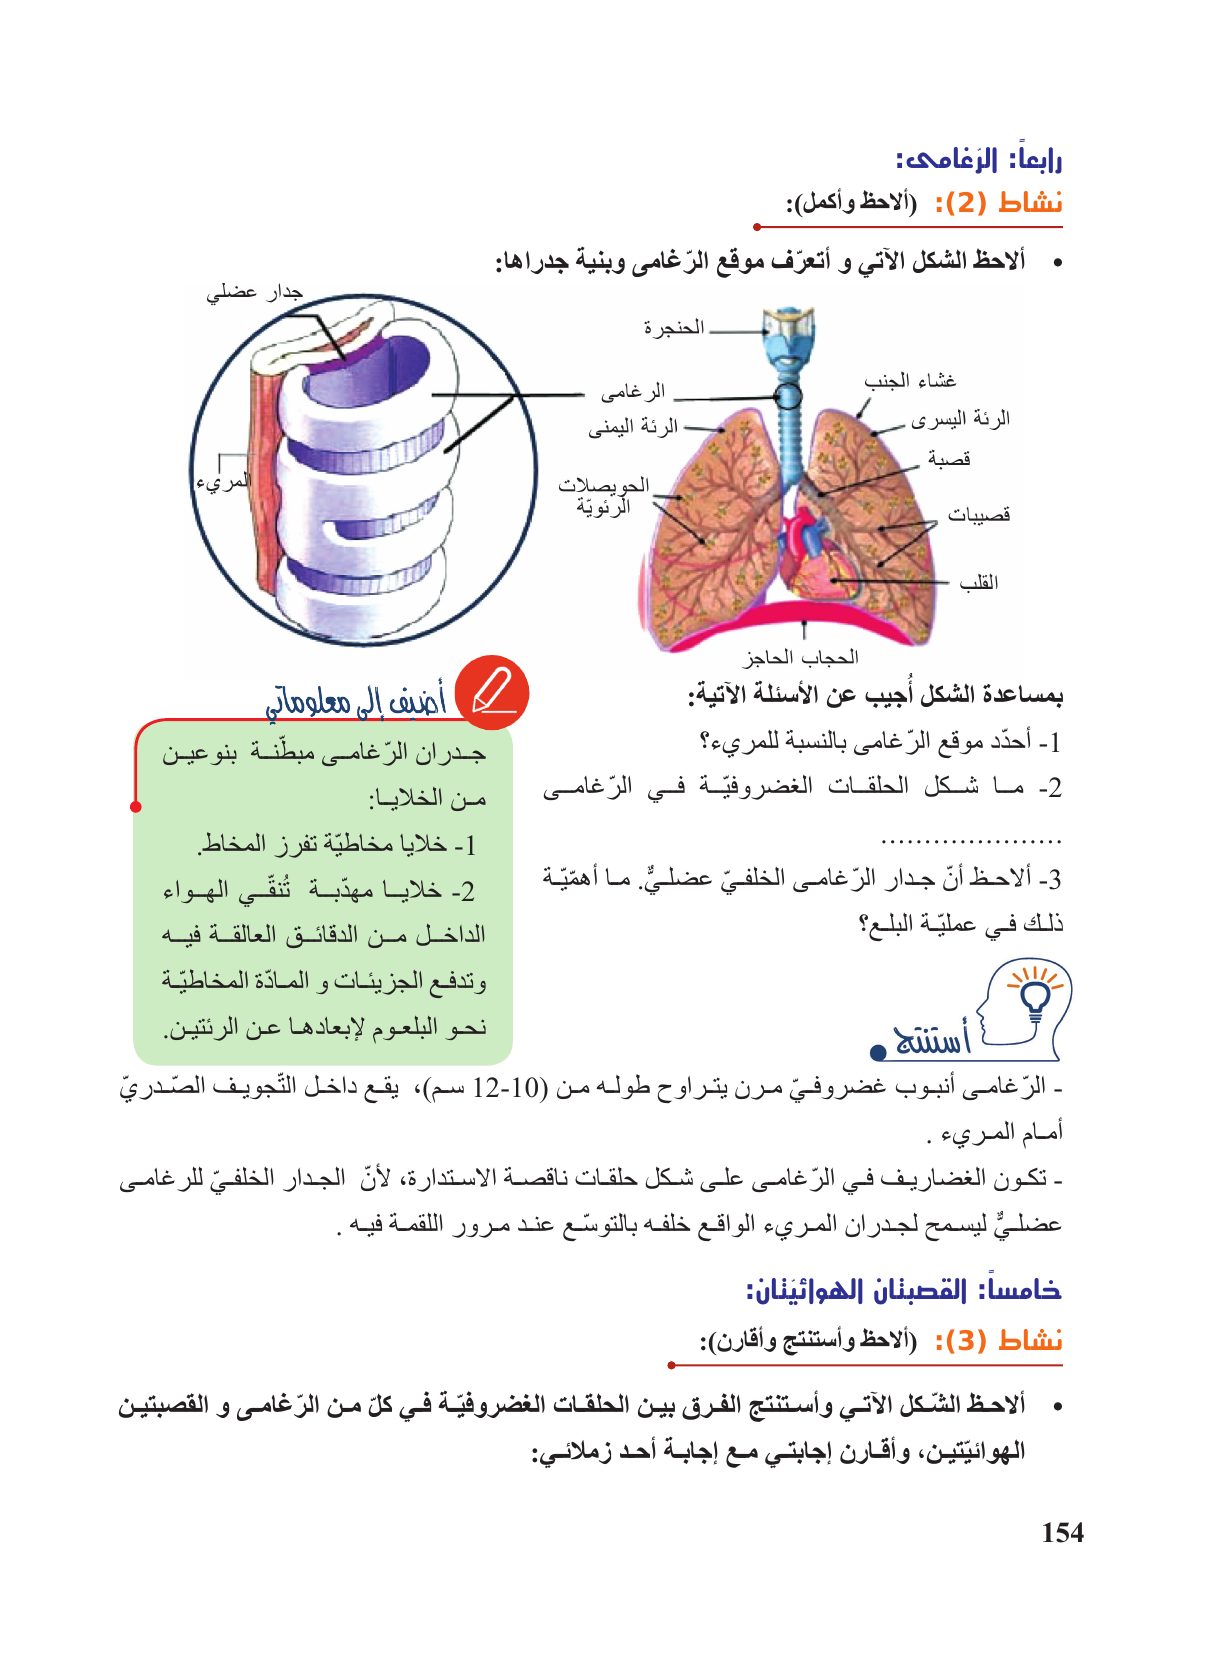 رابعاً: الرَغامى:
نشاط (2): (ألاحظ وأكمل):
• ألاحظ الشكل الآتي و أتعرّف موقع الرّغامى وبنية جدراها:
جدار عضلي
المريء
الحنجرة
الرغامى
الرئة اليمنى
الحويصلات
الرئويّة
غشاء الجنب
الرئة اليسرى
قصبة
قصيبات
القلب
الحجاب الحاجز
بمساعدة الشكل أُجيب عن الأسئلة الآتية:
1- أحدّد موقع الرّغامى بالنسبة للمريء؟
2- ما شكل الحلقات الغضروفيّة في الرّغامى
.....................
3- ألاحظ أنّ جدار الرّغامى الخلفيّ عضليٌّ. ما أهمّيّة
ذلك في عمليّة البلع؟
أضيف إلى معلوماتي
جدران الرّغامى مبطّنة بنوعين
من الخلايا:
1- خلايا مخاطيّة تفرز المخاط.
2- خلايا مهدّبة تُنقّي الهواء
الداخل من الدقائق العالقة فيه
وتدفع الجزيئات و المادّة المخاطيّة
نحو البلعوم لإبعادها عن الرئتين.
أستنتج
- الرّغامى أنبوب غضروفيّ مرن يتراوح طوله من (10-12 سم)، يقع داخل التّجويف الصّدريّ
أمام المريء .
- تكون الغضاريف في الرّغامى على شكل حلقات ناقصة الاستدارة، لأنّ الجدار الخلفيّ للرغامى
عضليٌّ ليسمح لجدران المريء الواقع خلفه بالتوسّع عند مرور اللقمة فيه .
خامساً: القصبتان الهوائيَتان:
نشاط (3): (ألاحظ وأستنتج وأقارن):
• ألاحظ الشّكل الآتي وأستنتج الفرق بين الحلقات الغضروفيّة في كلّ من الرّغامى و القصبتين
الهوائيّتين، وأقارن إجابتي مع إجابة أحد زملائي:
154